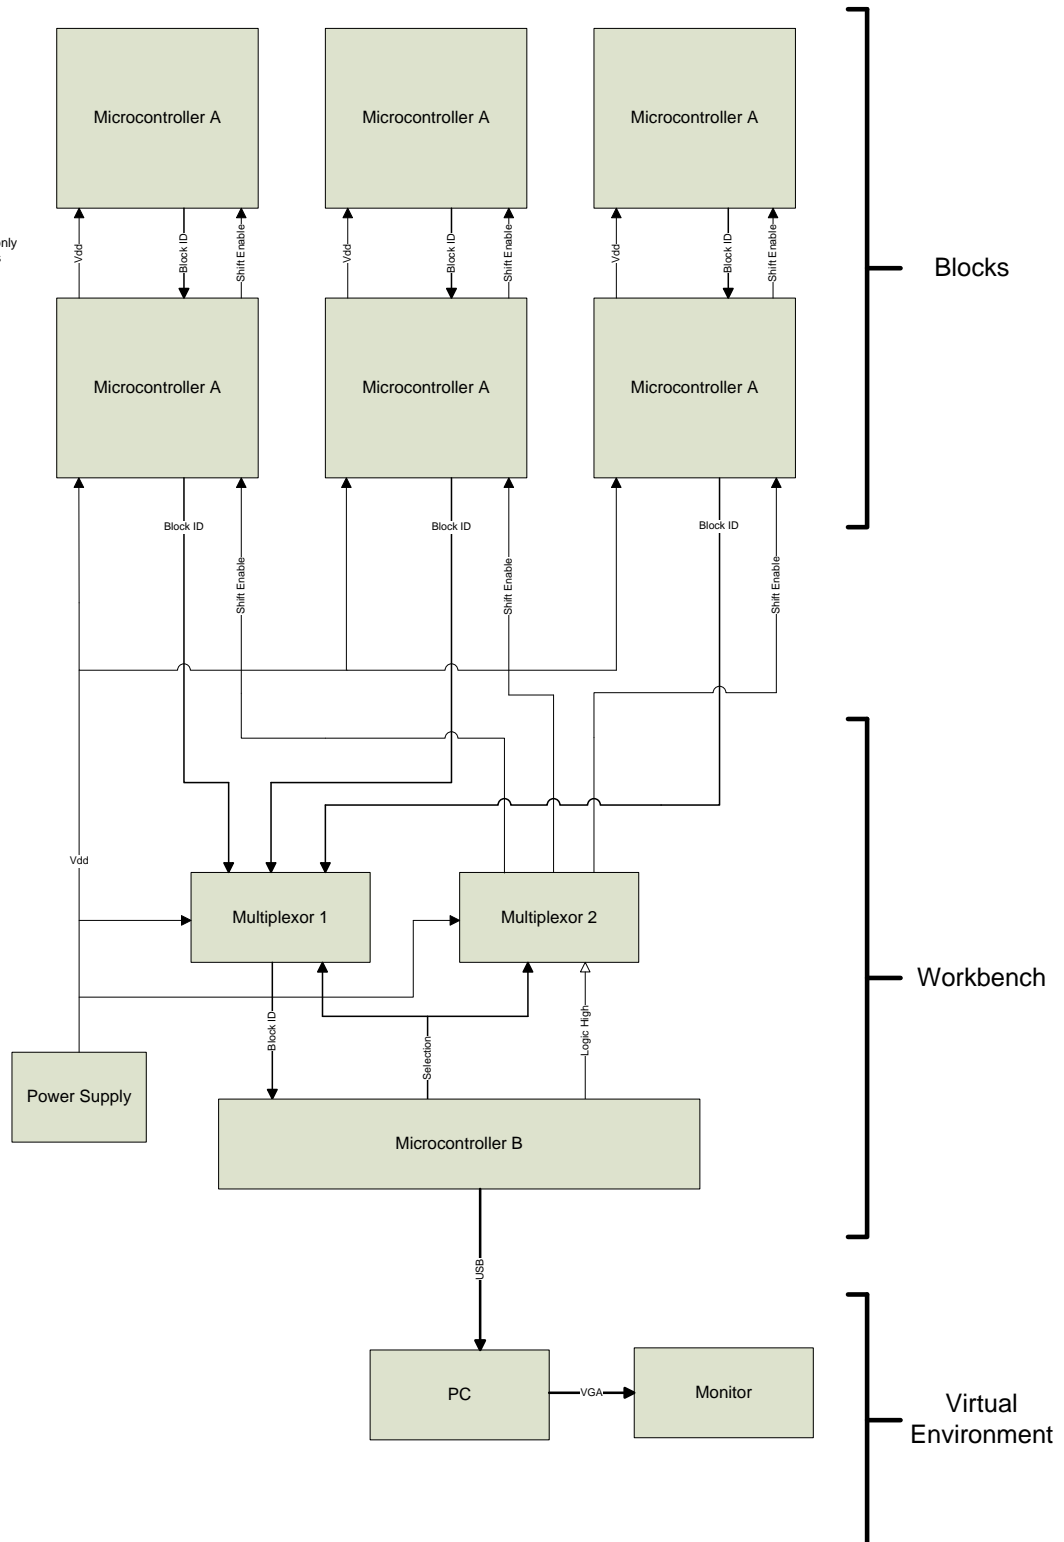 Microcontroller A
Microcontroller A
Microcontroller A
Vdd
Block ID
Shift Enable
Vdd
Block ID
Shift Enable
Vdd
Block ID
Shift Enable
only
Blocks
Microcontroller A
Microcontroller A
Microcontroller A
Block ID
Block ID
Block ID
Shift Enable
Shift Enable
Shift Enable
Vdd
Multiplexor 1
Multiplexor 2
Workbench
Block ID
Selection
Logic High
Power Supply
Microcontroller B
USB
PC
VGA
Monitor
Virtual
Environment